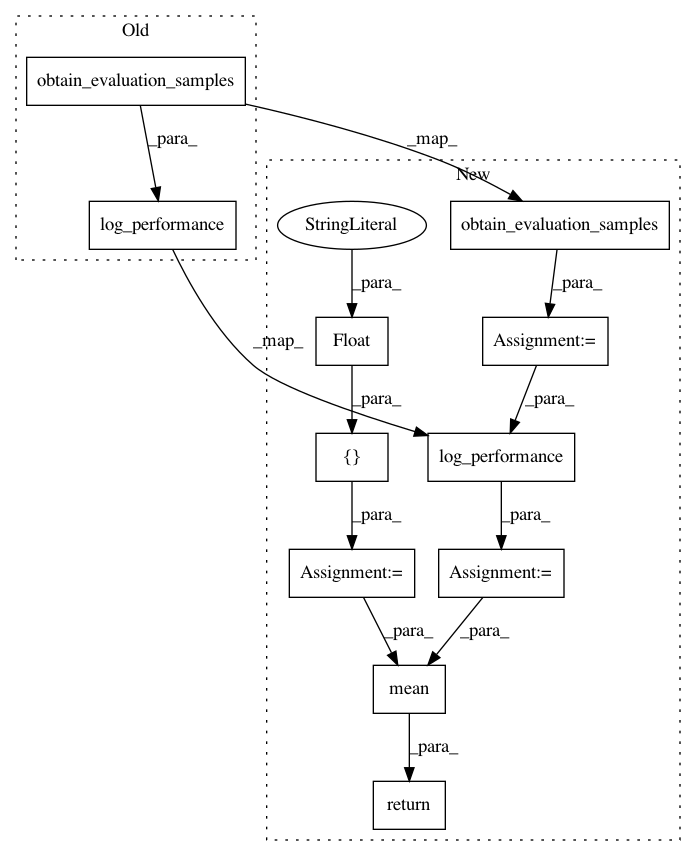 Old
obtain_evaluation_samples
_para_
_map_
New
log_performance
StringLiteral
obtain_evaluation_samples
_para_
_para_
_map_
Float
Assignment:=
_para_
_para_
{}
log_performance
_para_
_para_
Assignment:=
Assignment:=
_para_
_para_
mean
_para_
return